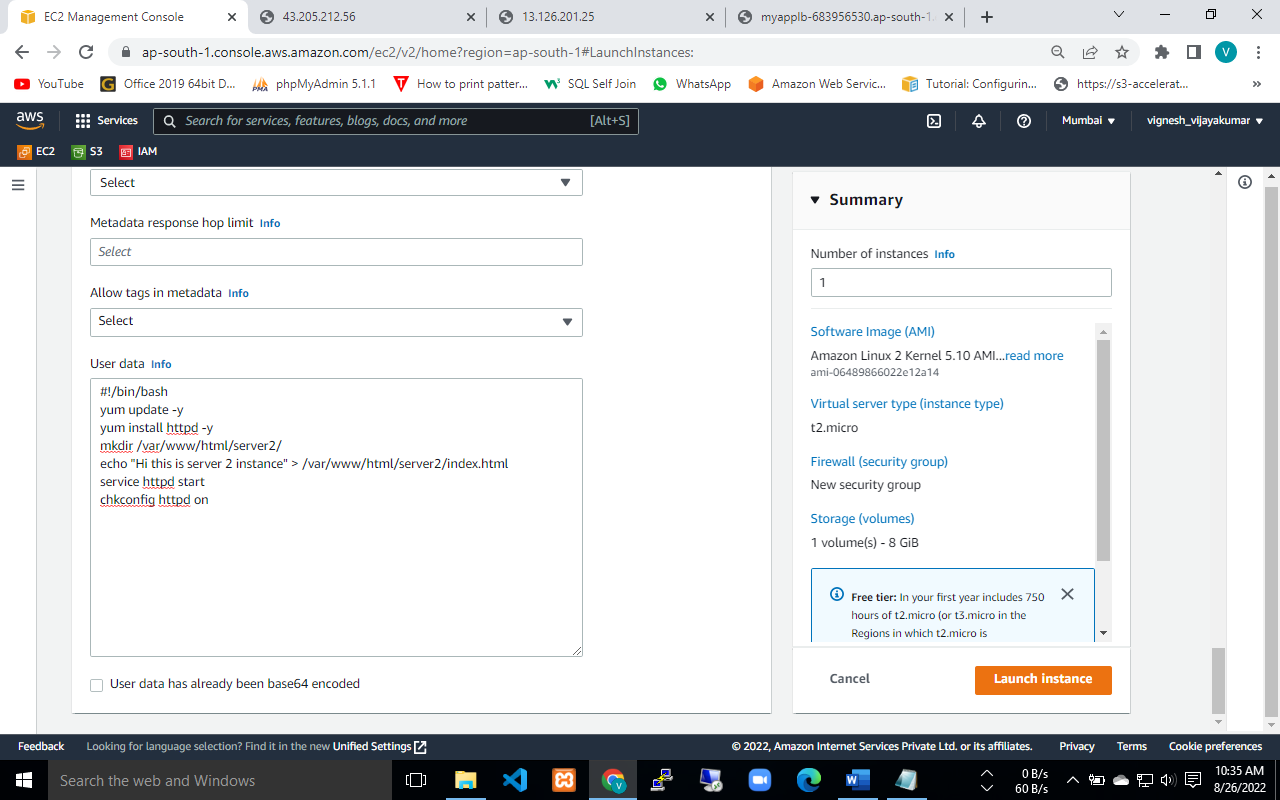 EC2 Management Console
43.205.212.56
13.126.201.25
myapplb-683956530.ap-south-1.
ap-south-1.console.aws.amazon.com/ec2/v2/home?region=ap-south-1#LaunchInstances:
V
YouTube
Office 2019 64bit D...
phpMyAdmin 5.1.1
How to print patter...
SQL Self Join
WhatsApp
Amazon Web Servic...
Tutorial: Configurin...
https://s3-accelerat...
aws
Services
Search for services, features, blogs, docs, and more
[Alt+S]
Mumbai
vignesh_vijayakumar
EC2
S3
IAM
Select
Metadata response hop limit Info
Select
Allow tags in metadata Info
Select
User data Info
#!/bin/bash
yum update -y
yum install httpd -y
mkdir /var/www/html/server2/
echo "Hi this is server 2 instance" > /var/www/html/server2/index.html
service httpd start
chkconfig httpd on
User data has already been base64 encoded
Summary
Number of instances Info
1
Software Image (AMI)
Amazon Linux 2 Kernel 5.10 AMI...read more
ami-06489866022e12a14
Virtual server type (instance type)
t2.micro
Firewall (security group)
New security group
Storage (volumes)
1 volume(s) - 8 GiB
Free tier: In your first year includes 750
hours of t2.micro (or t3.micro in the
Regions in which t2.micro is
Cancel
Launch instance
Feedback
Looking for language selection? Find it in the new Unified Settings
© 2022, Amazon Internet Services Private Ltd. or its affiliates.
Privacy
Terms
Cookie preferences
Search the web and Windows
0 B/s
60 B/s
10:35 AM
8/26/2022